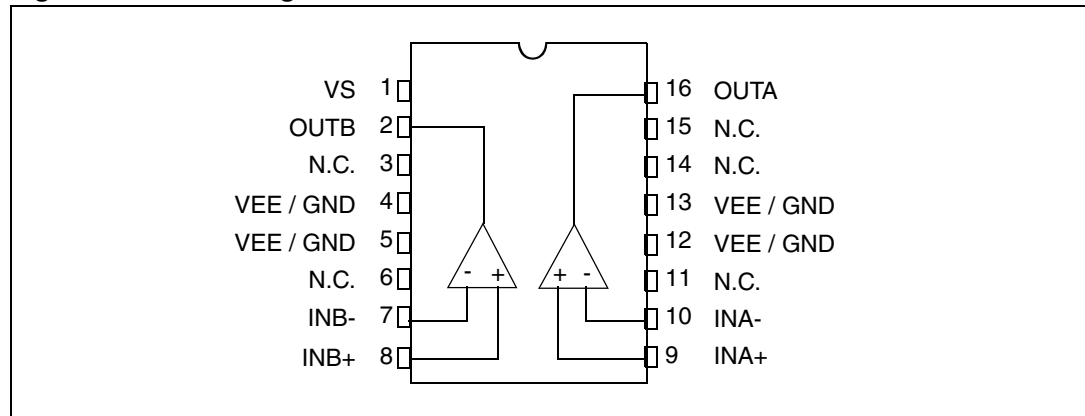 VS 1 16 OUTA
OUTB 2 15 N.C.
N.C. 3 14 N.C.
VEE / GND 4 13 VEE / GND
VEE / GND 5 12 VEE / GND
N.C. 6 - + + - 11 N.C.
INB- 7 10 INA-
INB+ 8 9 INA+